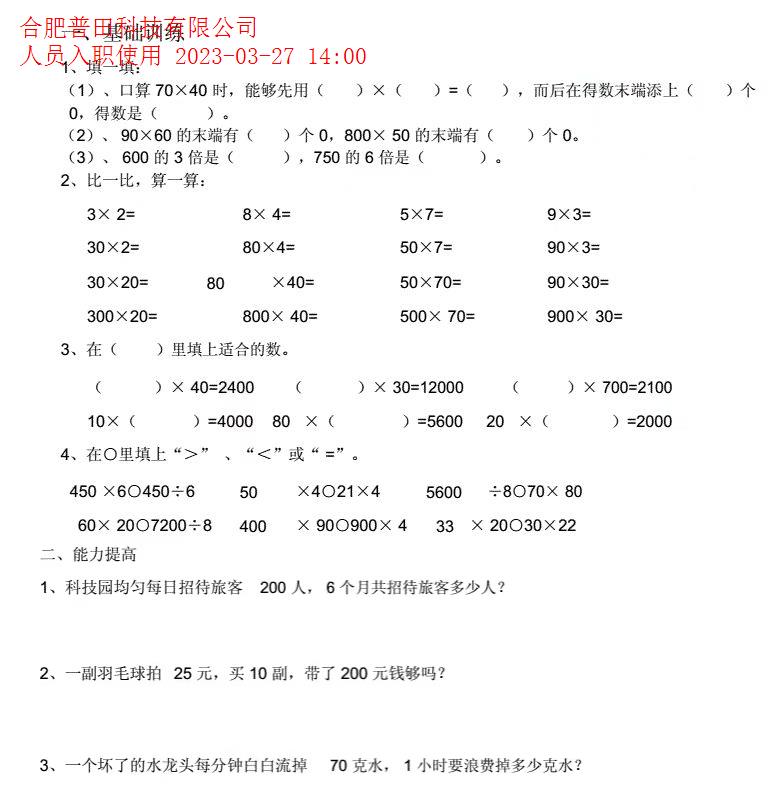 合肥普田科技有限公司
一、基础训练
人员入职使用 2023-03-27 14:00
1、填一填：
（1）、口算 70×40 时，能够先用（ ）×（ ）=（ ），而后在得数末端添上（ ）个
0，得数是（ ）。
（2）、90×60 的末端有（ ）个 0，800× 50 的末端有（ ）个 0。
（3）、 600 的 3 倍是（ ），750 的 6 倍是（ ）。
2、比一比，算一算：
3× 2= 8× 4= 5×7= 9×3=
30×2= 80×4= 50×7= 90×3=
30×20= 80 ×40= 50×70= 90×30=
300×20= 800× 40= 500× 70= 900× 30=
3、在（ ）里填上适合的数。
（ ）× 40=2400 （ ）× 30=12000 （ ）× 700=2100
10×（ ）=4000 80 ×（ ）=5600 20 ×（ ）=2000
4、在○里填上“＞” 、“＜”或“ =”。
450 ×6○450÷6 50 ×4○21×4 5600 ÷8○70× 80
60× 20○7200÷8 400 × 90○900× 4 33 × 20○30×22
二、能力提高
1、科技园均匀每日招待旅客 200 人， 6 个月共招待旅客多少人？
2、一副羽毛球拍 25 元，买 10 副，带了 200 元钱够吗？
3、一个坏了的水龙头每分钟白白流掉 70 克水， 1 小时要浪费掉多少克水？